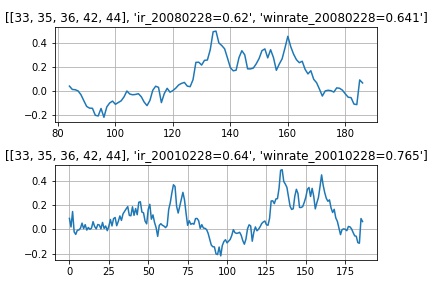 [[33, 35, 36, 42, 44], 'ir_20080228=0.62', 'winrate_20080228=0.641']
0.4
0.2
0.0
−0.2
80 100 120 140 160 180
[[33, 35, 36, 42, 44], 'ir_20010228=0.64', 'winrate_20010228=0.765']
0.4
0.2
0.0
−0.2
0 25 50 75 100 125 150 175